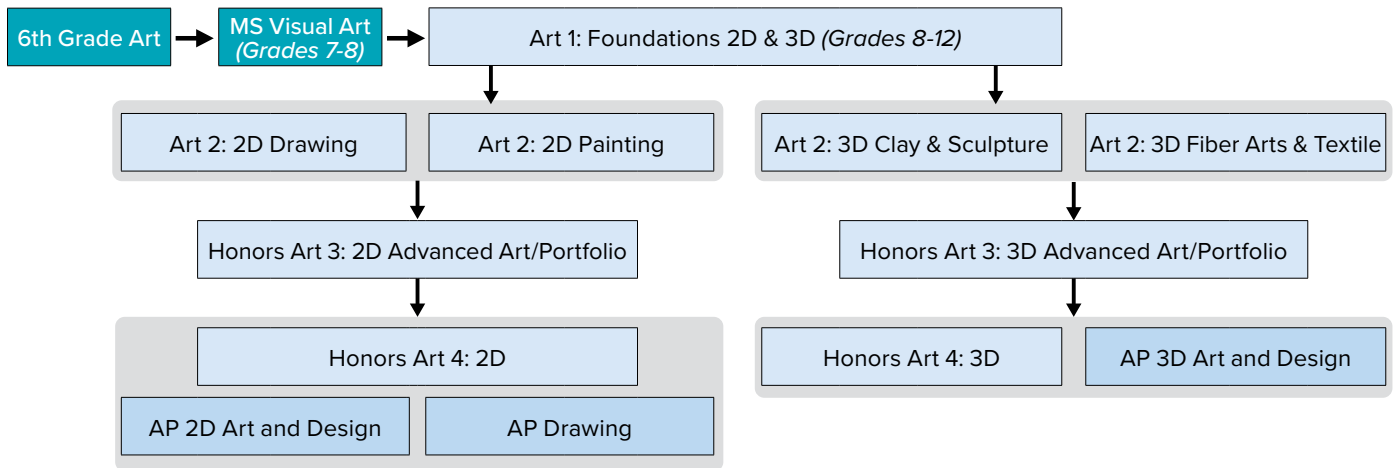 6th Grade Art
MS Visual Art
(Grades 7-8)
Art 1: Foundations 2D & 3D (Grades 8-12)
Art 2: 2D Drawing
Art 2: 2D Painting
Art 2: 3D Clay & Sculpture
Art 2: 3D Fiber Arts & Textile
Honors Art 3: 2D Advanced Art/Portfolio
Honors Art 3: 3D Advanced Art/Portfolio
Honors Art 4: 2D
Honors Art 4: 3D
AP 3D Art and Design
AP 2D Art and Design
AP Drawing